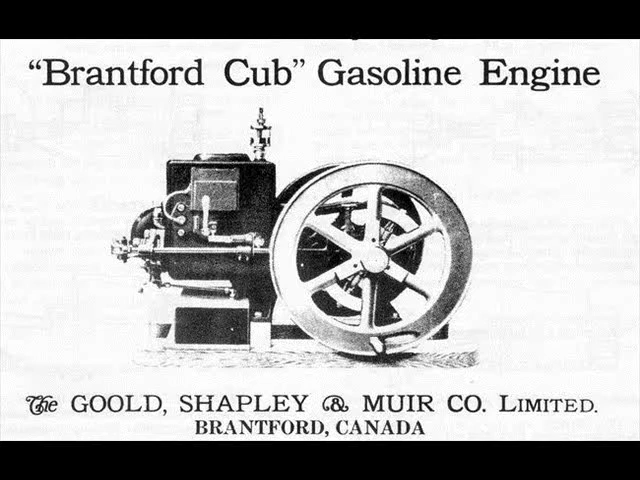 “Brantford Cub” Gasoline Engine
The GOOLD, SHAPLEY & MUIR CO. LIMITED.
BRANTFORD, CANADA